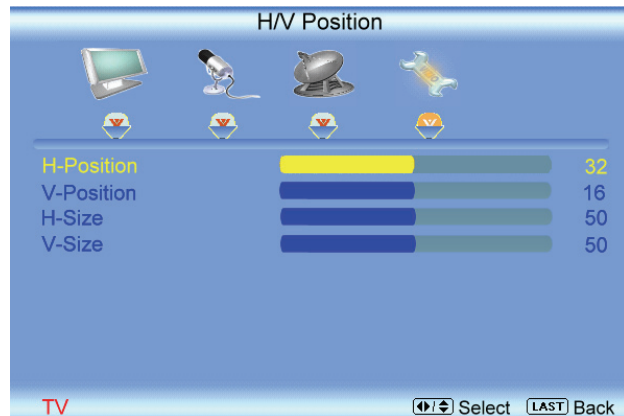 H/V Position
H-Position 32
V-Position 16
H-Size 50
V-Size 50
TV Select LAST Back